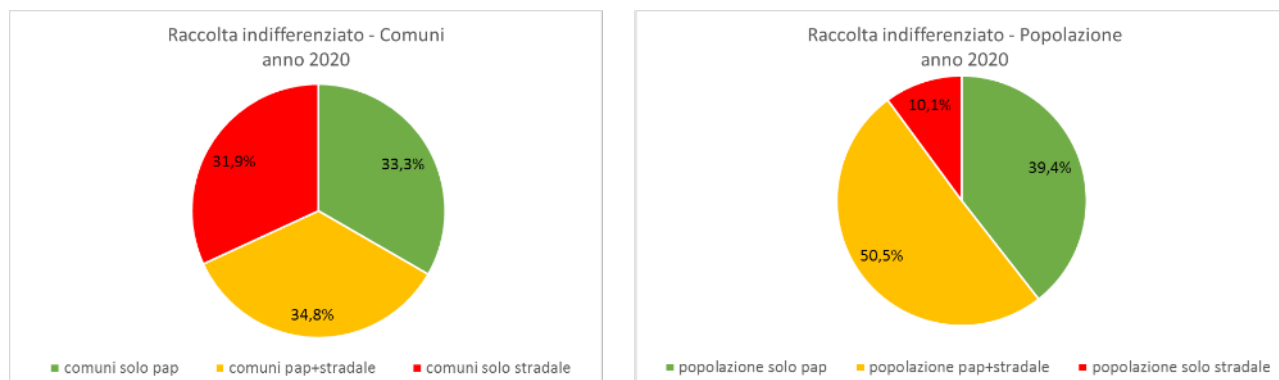 Raccolta indifferenziato - Comuni
anno 2020
31,9%
33,3%
34,8%
comuni solo pap
comuni pap+stradale
comuni solo stradale
Raccolta indifferenziato - Popolazione
anno 2020
10,1%
39,4%
50,5%
popolazione solo pap
popolazione pap+stradale
popolazione solo stradale